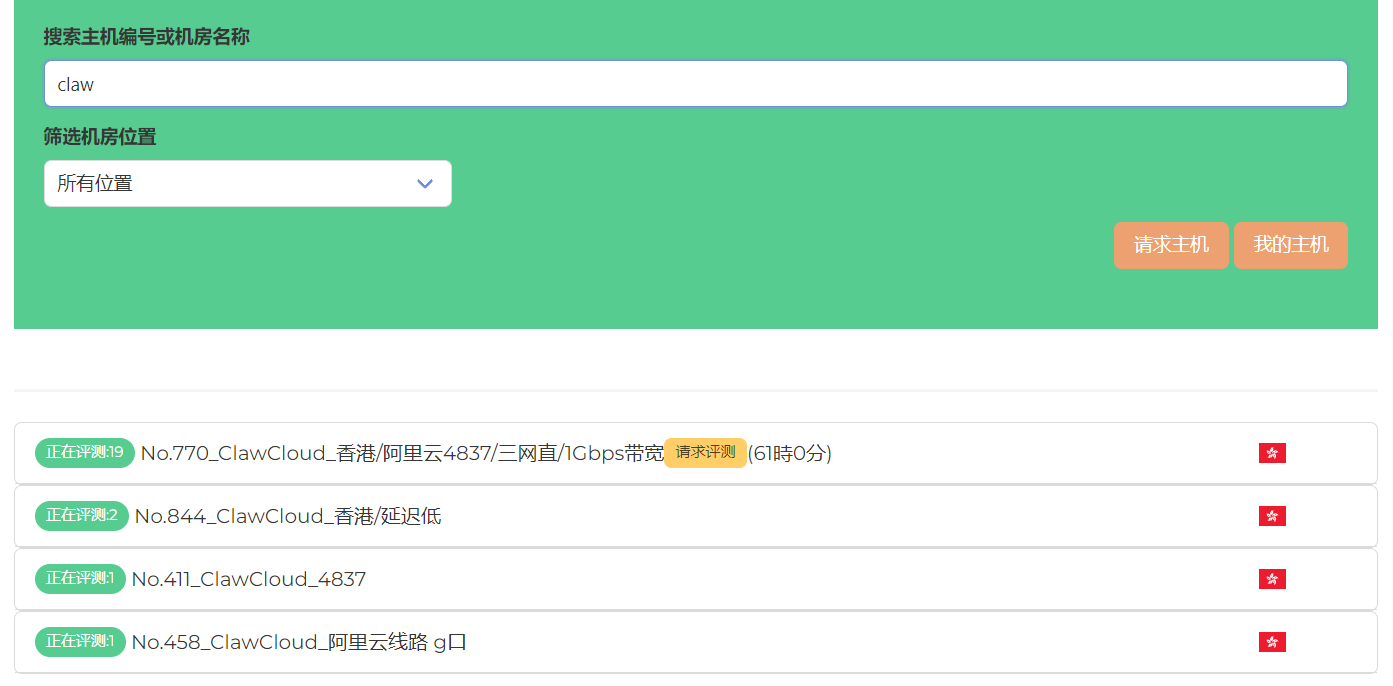 搜索主机编号或机房名称
claw
筛选机房位置
所有位置
请求主机 我的主机
正在评测:19 No.770_ClawCloud_香港/阿里云4837/三网直/1Gbps带宽 请求评测 (61時0分)
正在评测:2 No.844_ClawCloud_香港/延迟低
正在评测:1 No.411_ClawCloud_4837
正在评测:1 No.458_ClawCloud_阿里云线路 g口